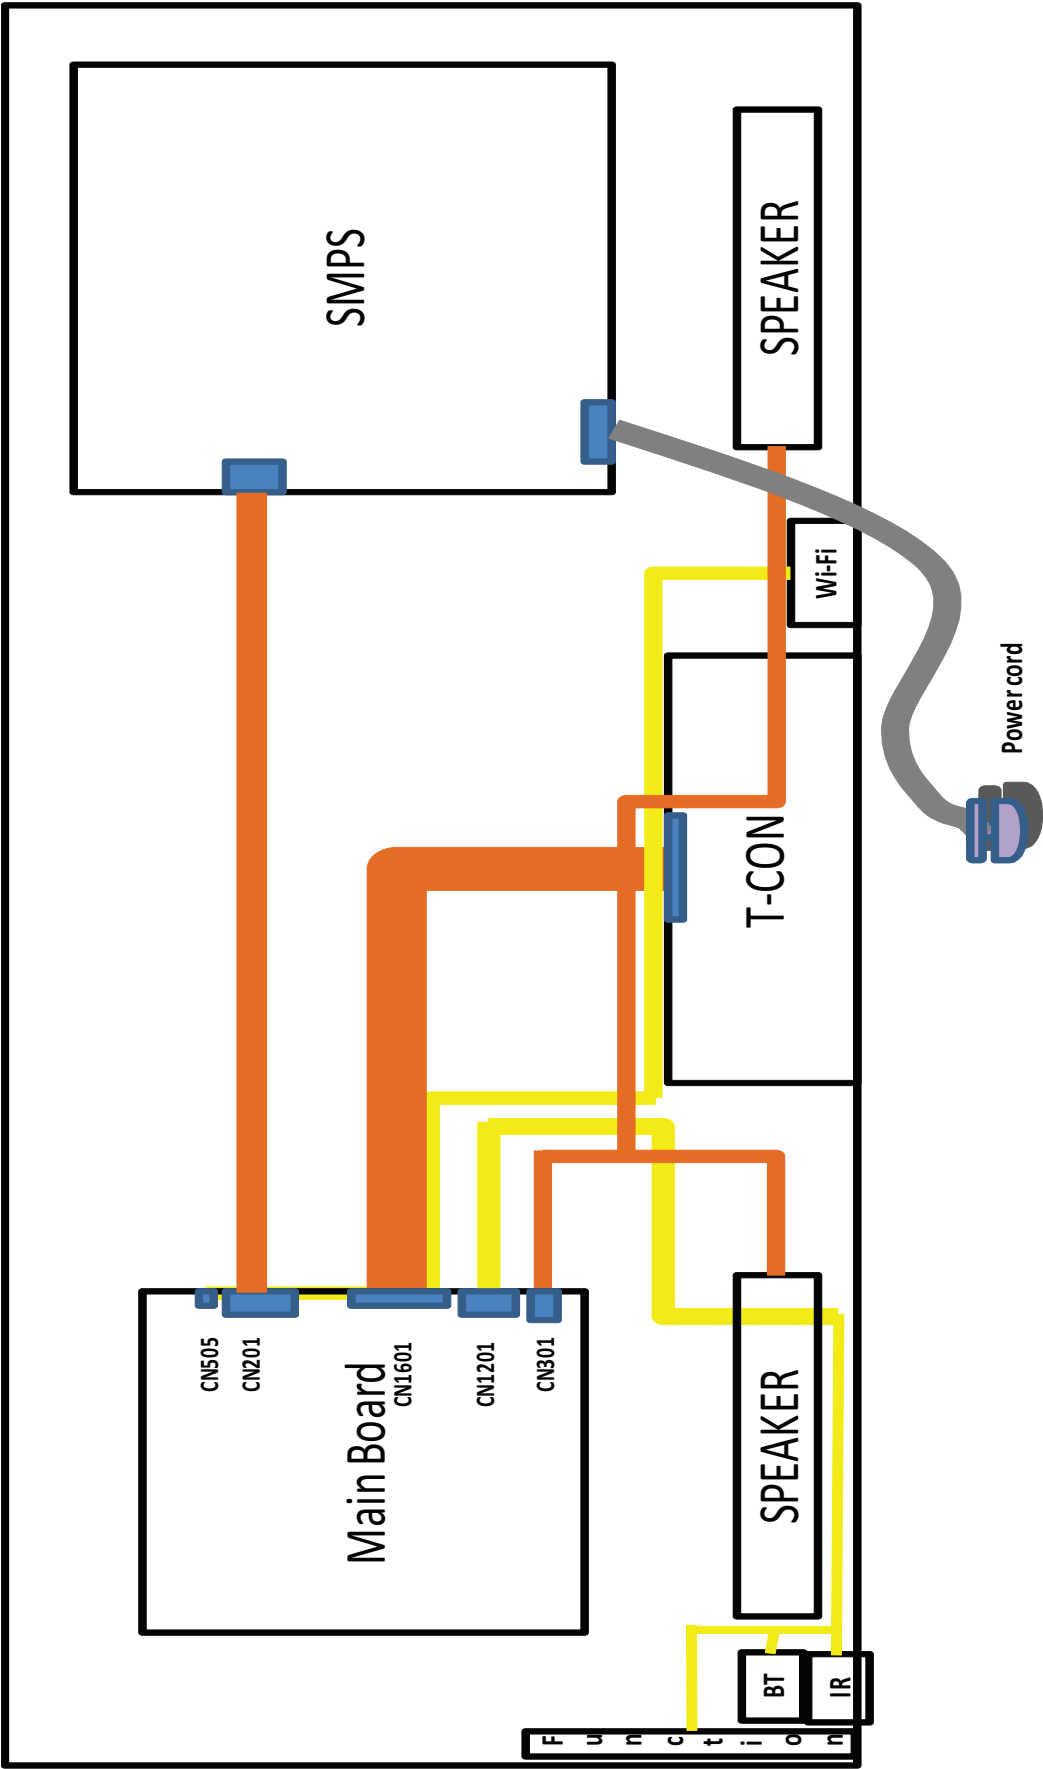 SMPS
SPEAKER
Wi-Fi
Power cord
T-CON
CN505
CN201
CN1601
CN1201
CN301
Main Board
SPEAKER
BT
IR
Function